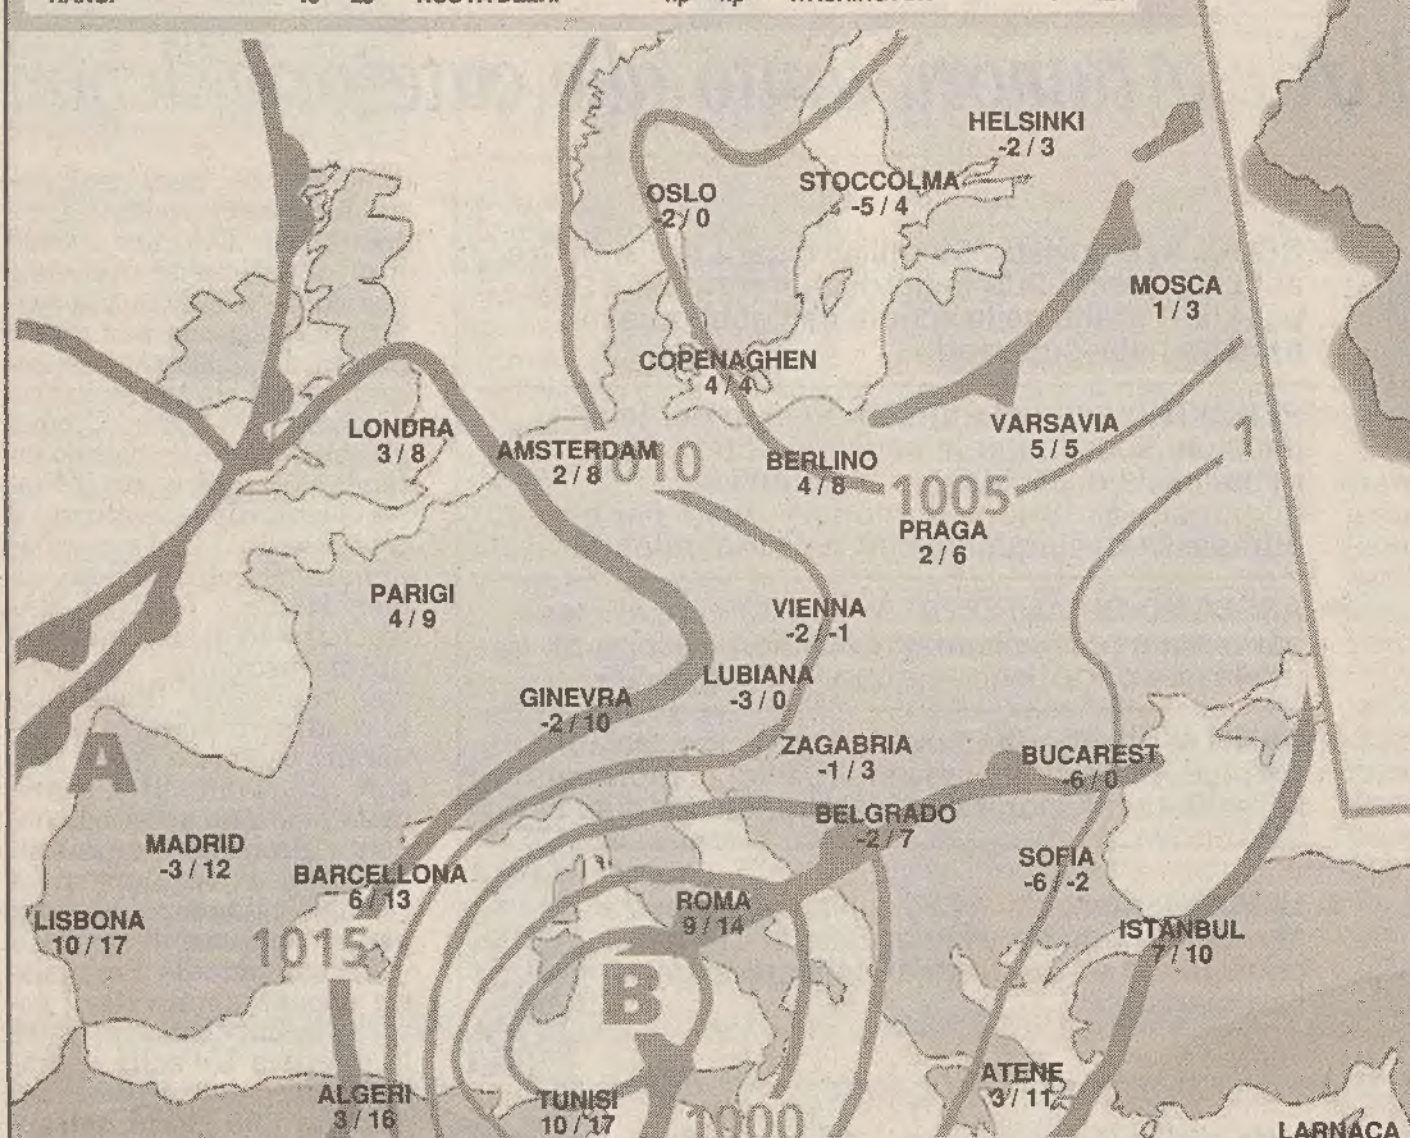 HELSINKI
-2 / 3
OSLO
-2 / 0
STOCCOLMA
-5 / 4
MOSCA
1 / 3
COPENAGHEN
4 / 4
LONDRA
3 / 8
AMSTERDAM
2 / 8
1010
BERLINO
4 / 8
VARSAVIA
5 / 5
1
1005
PRAGA
2 / 6
PARIGI
4 / 9
VIENNA
-2 / -1
GINEVRA
-2 / 10
LUBIANA
-3 / 0
A
ZAGABRIA
-1 / 3
BUCAREST
-6 / 0
BELGRADO
-2 / 7
MADRID
-3 / 12
BARCELLONA
6 / 13
SOFIA
-6 / -2
LISBONA
10 / 17
1015
ROMA
9 / 14
ISTANBUL
7 / 10
B
ALGERI
3 / 16
TUNISI
10 / 17
1000
ATENE
3 / 11
LARNACA